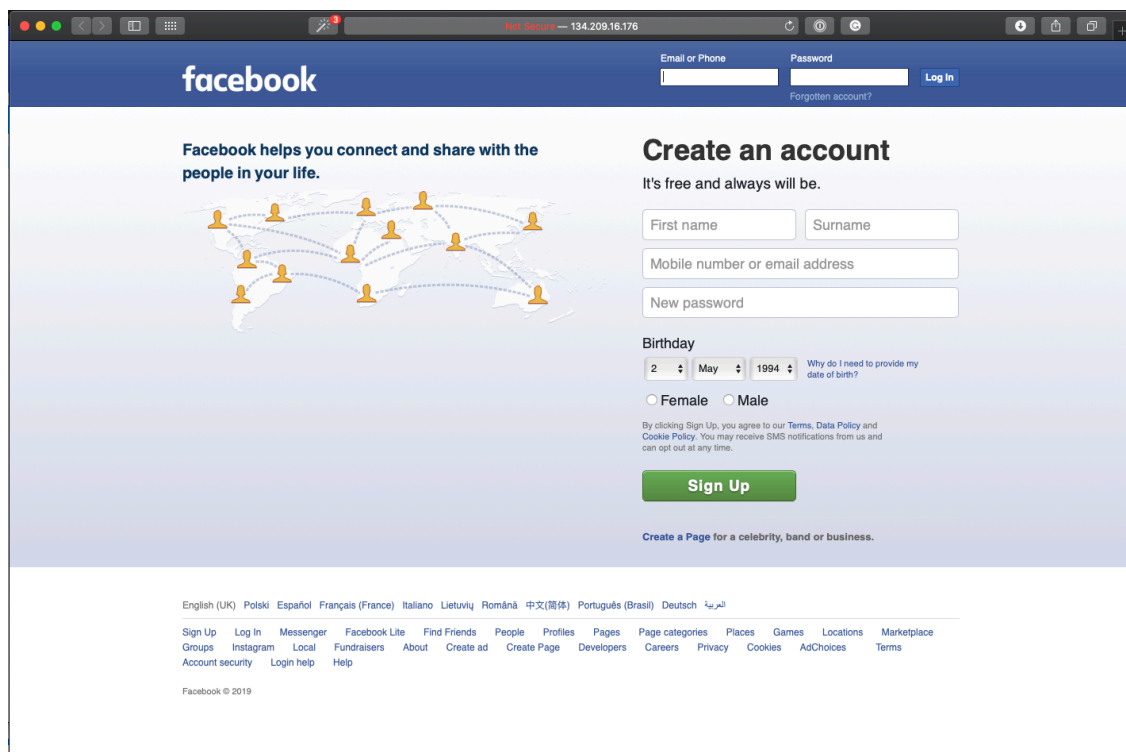 3
Not Secure — 134.209.16.176
facebook
Email or Phone
Password
Log In
Forgotten account?
Facebook helps you connect and share with the
people in your life.
Create an account
It's free and always will be.
First name
Surname
Mobile number or email address
New password
Birthday
2
May
1994
Why do I need to provide my
date of birth?
Female
Male
By clicking Sign Up, you agree to our Terms, Data Policy and
Cookie Policy. You may receive SMS notifications from us and
can opt out at any time.
Sign Up
Create a Page for a celebrity, band or business.
English (UK) Polski Español Français (France) Italiano Lietuvių Română 中文(简体) Português (Brasil) Deutsch العربية
Sign Up Log In Messenger Facebook Lite Find Friends People Profiles Pages Page categories Places Games Locations Marketplace
Groups Instagram Local Fundraisers About Create ad Create Page Developers Careers Privacy Cookies AdChoices Terms
Account security Login help Help
Facebook © 2019